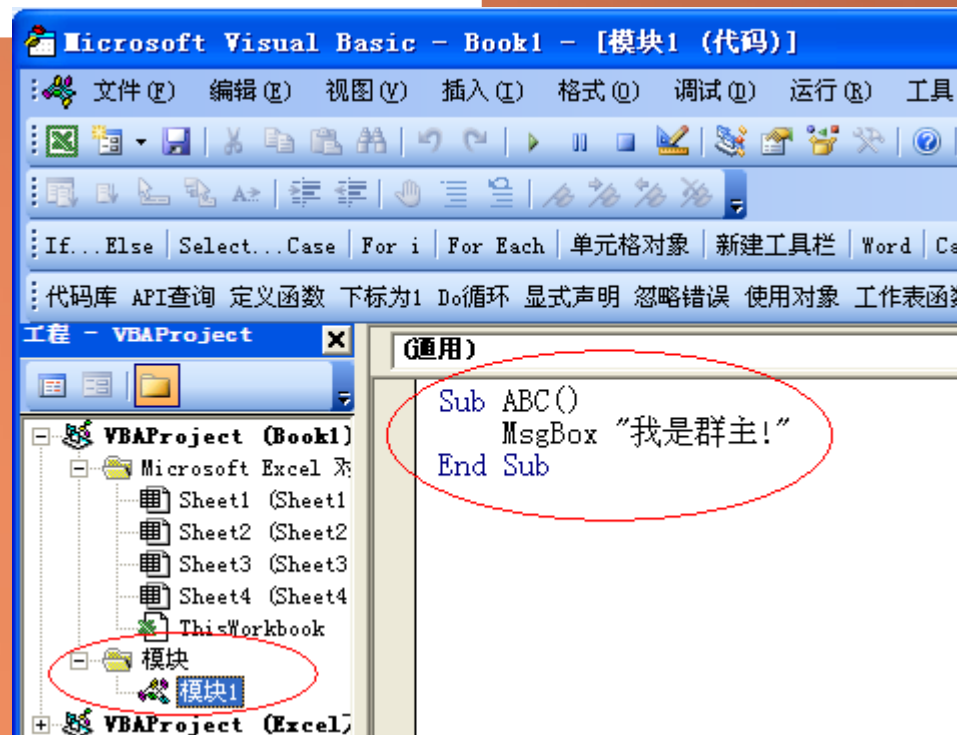 Microsoft Visual Basic - Book1 - [模块1 (代码)]
文件(F) 编辑(E) 视图(V) 插入(I) 格式(O) 调试(D) 运行(R) 工具
If...Else Select...Case For i For Each 单元格对象 新建工具栏 Word Ca
代码库 API查询 定义函数 下标为1 Do循环 显式声明 忽略错误 使用对象 工作表函数
工程 - VBAProject
(通用)
Sub ABC()
MsgBox "我是群主!"
End Sub
VBAProject (Book1)
Microsoft Excel 对
Sheet1 (Sheet1
Sheet2 (Sheet2
Sheet3 (Sheet3
Sheet4 (Sheet4
ThisWorkbook
模块
模块1
VBAProject (Excel